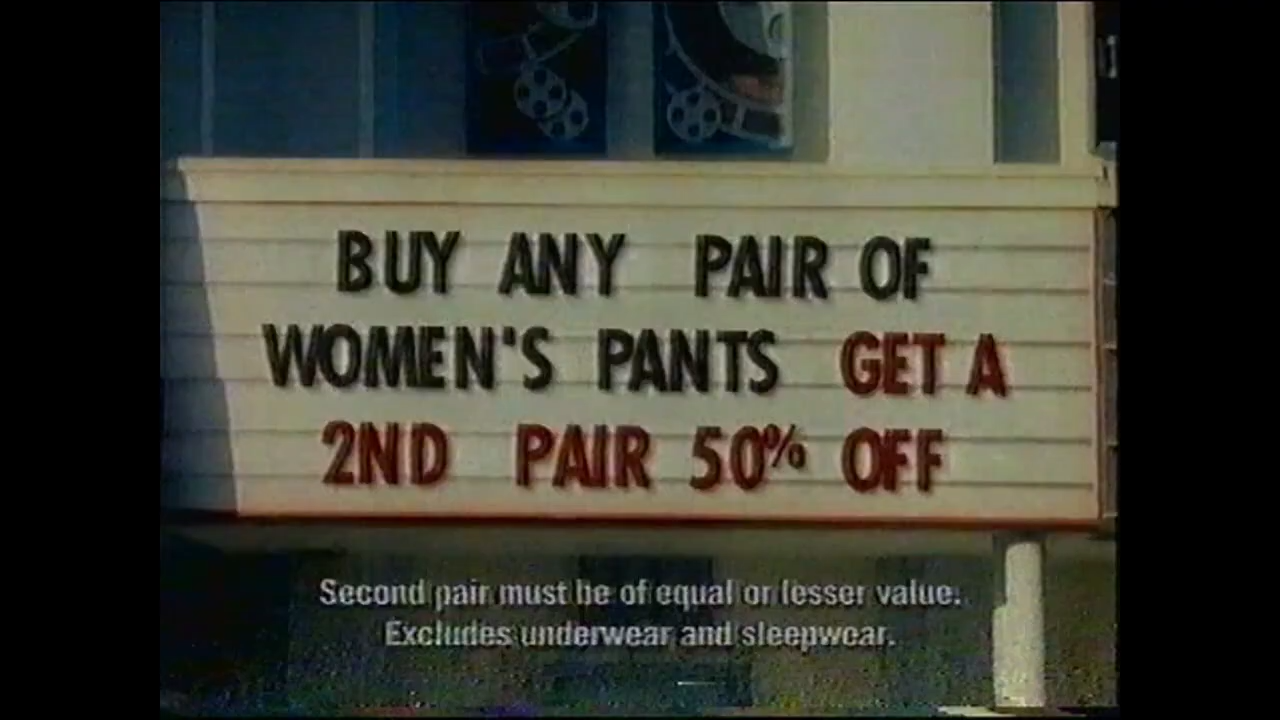 BUY ANY PAIR OF
WOMEN'S PANTS GET A
2ND PAIR 50% OFF
Second pair must be of equal or lesser value.
Excludes underwear and sleepwear.